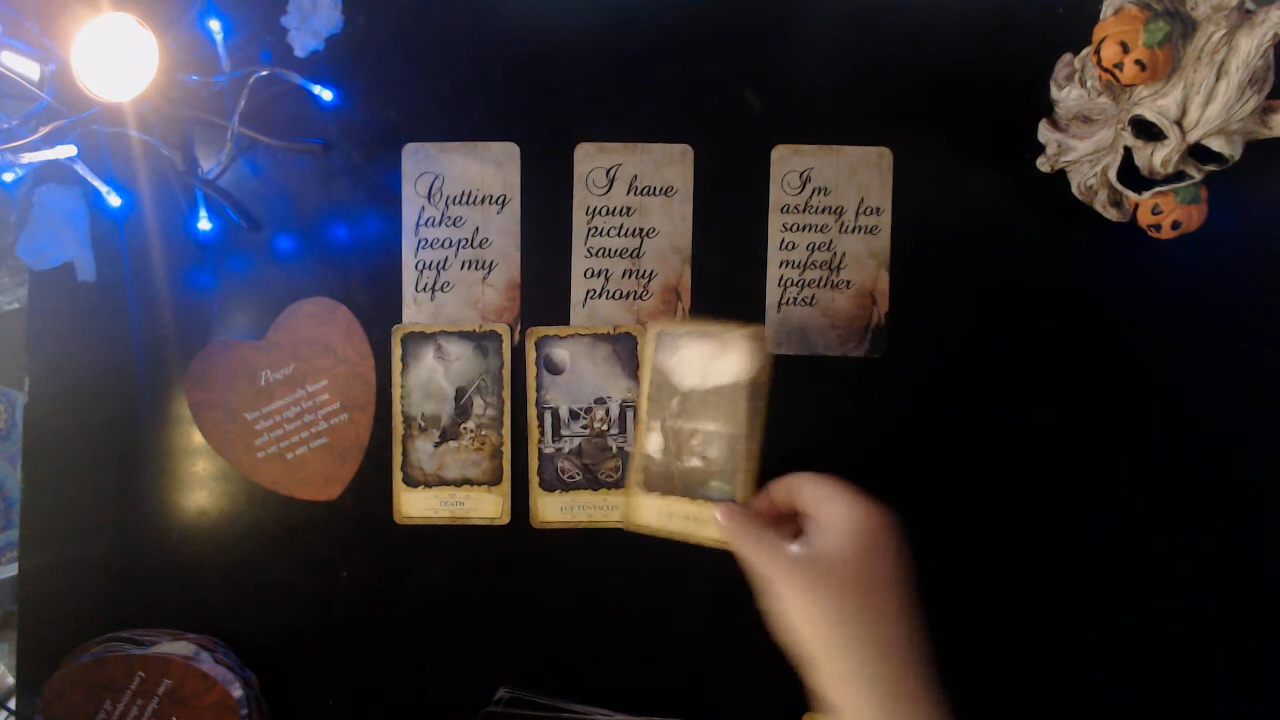 Cutting
fake
people
out my
life
I have
your
picture
saved
on my
phone
I'm
asking for
some time
to get
myself
together
first
Power
You instinctively know
what is right for you
and you have the power
to say no or to walk away
at any time.
DEATH
PENTACLES